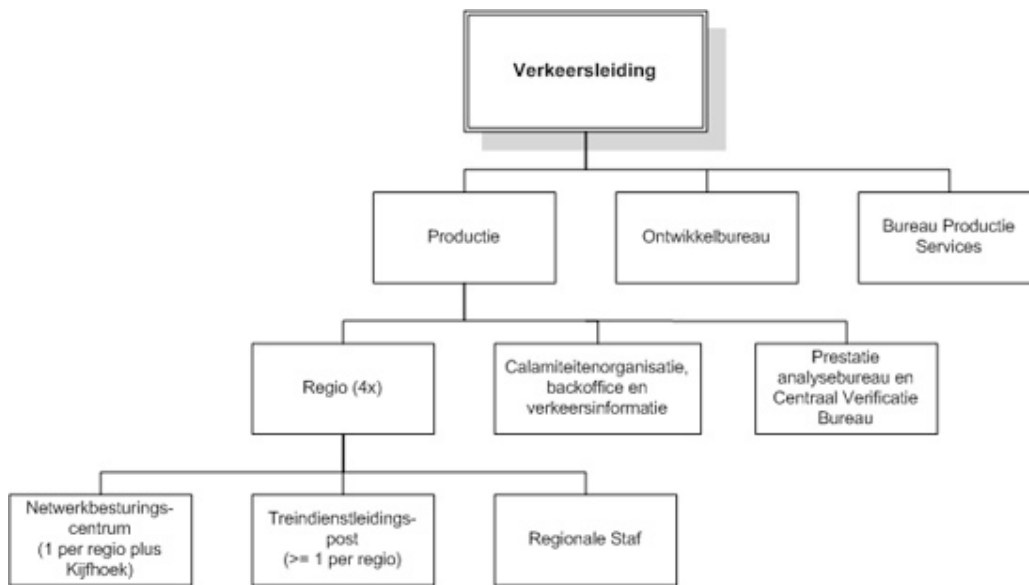 Verkeersleiding
Productie
Ontwikkelbureau
Bureau Productie
Services
Regio (4x)
Calamiteitenorganisatie,
backoffice en
verkeersinformatie
Prestatie
analysebureau en
Centraal Verificatie
Bureau
Netwerkbesturings-
centrum
(1 per regio plus
Kijfhoek)
Treindienstleidings-
post
(>= 1 per regio)
Regionale Staf